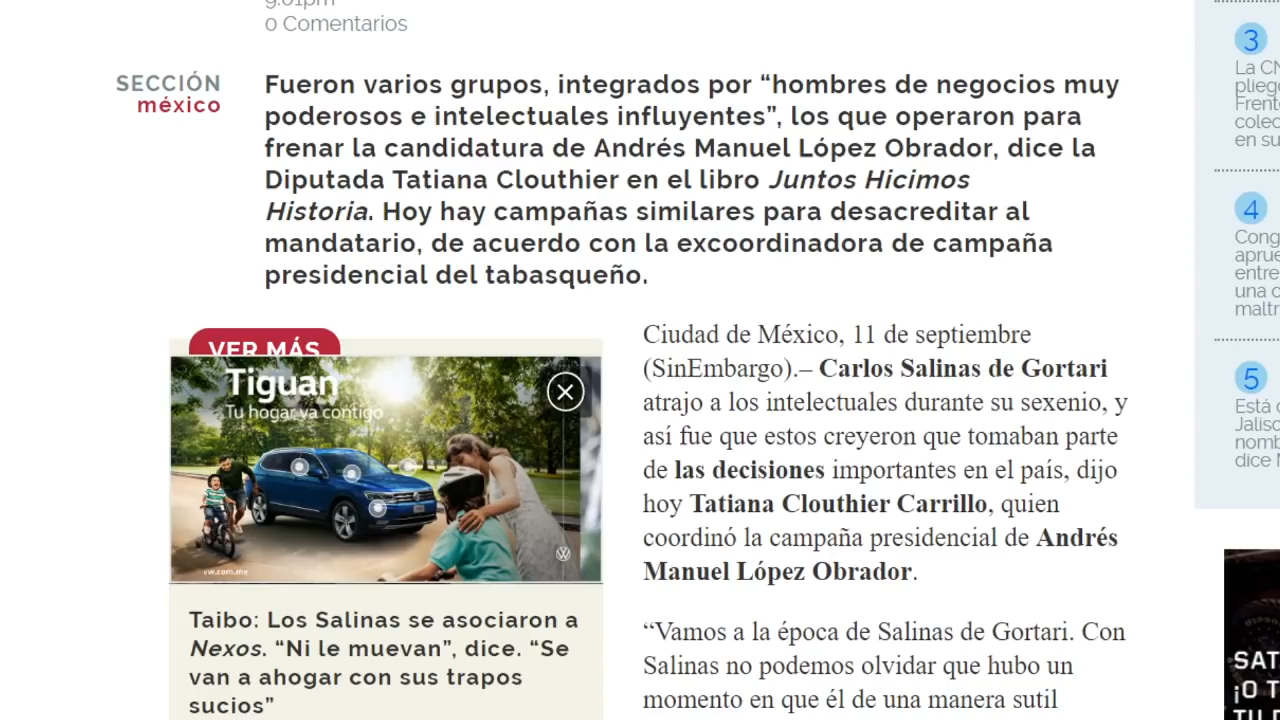 0 Comentarios
SECCIÓN
méxico
Fueron varios grupos, integrados por “hombres de negocios muy
poderosos e intelectuales influyentes”, los que operaron para
frenar la candidatura de Andrés Manuel López Obrador, dice la
Diputada Tatiana Clouthier en el libro Juntos Hicimos
Historia. Hoy hay campañas similares para desacreditar al
mandatario, de acuerdo con la excoordinadora de campaña
presidencial del tabasqueño.
VER MÁS
Tiguan
Tu hogar va contigo
vw.com.mx
Taibo: Los Salinas se asociaron a
Nexos. “Ni le muevan”, dice. “Se
van a ahogar con sus trapos
sucios”
Ciudad de México, 11 de septiembre
(SinEmbargo).– Carlos Salinas de Gortari
atrajo a los intelectuales durante su sexenio, y
así fue que estos creyeron que tomaban parte
de las decisiones importantes en el país, dijo
hoy Tatiana Clouthier Carrillo, quien
coordinó la campaña presidencial de Andrés
Manuel López Obrador.
“Vamos a la época de Salinas de Gortari. Con
Salinas no podemos olvidar que hubo un
momento en que él de una manera sutil
3
La CN
plieg
Frent
colec
en su
4
Cong
aprue
entre
una
maltr
5
Está
Jalisc
nomb
dice
SAT
¡O T